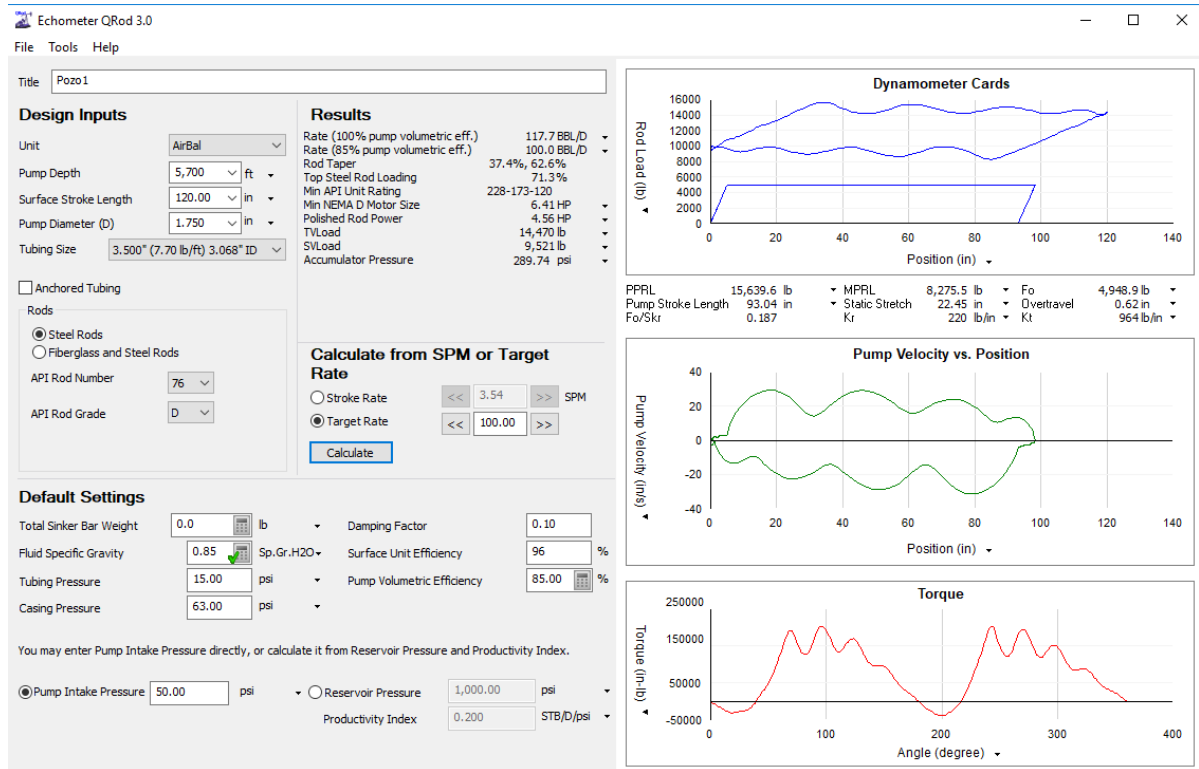 Echometer QRod 3.0
File Tools Help
Title Pozo1
Design Inputs
Unit AirBal
Pump Depth 5,700 ft
Surface Stroke Length 120.00 in
Pump Diameter (D) 1.750 in
Tubing Size 3.500" (7.70 lb/ft) 3.068" ID
Anchored Tubing
Rods
Steel Rods
Fiberglass and Steel Rods
API Rod Number 76
API Rod Grade D
Results
Rate (100% pump volumetric eff.) 117.7 BBL/D
Rate (85% pump volumetric eff.) 100.0 BBL/D
Rod Taper 37.4%, 62.6%
Top Steel Rod Loading 71.3%
Min API Unit Rating 228-173-120
Min NEMA D Motor Size 6.41 HP
Polished Rod Power 4.56 HP
TVLoad 14,470 lb
SVLoad 9,521 lb
Accumulator Pressure 289.74 psi
Calculate from SPM or Target
Rate
Stroke Rate << 3.54 >> SPM
Target Rate << 100.00 >>
Calculate
Default Settings
Total Sinker Bar Weight 0.0 lb
Fluid Specific Gravity 0.85 Sp.Gr.H2O
Tubing Pressure 15.00 psi
Casing Pressure 63.00 psi
Damping Factor 0.10
Surface Unit Efficiency 96 %
Pump Volumetric Efficiency 85.00 %
You may enter Pump Intake Pressure directly, or calculate it from Reservoir Pressure and Productivity Index.
Pump Intake Pressure 50.00 psi
Reservoir Pressure 1,000.00 psi
Productivity Index 0.200 STB/D/psi
Dynamometer Cards
Rod Load (lb)
16000
14000
12000
10000
8000
6000
4000
2000
0
0 20 40 60 80 100 120 140
Position (in)
PPRL 15,639.6 lb MPRL 8,275.5 lb Fo 4,948.9 lb
Pump Stroke Length 93.04 in Static Stretch 22.45 in Overtravel 0.62 in
Fo/Skr 0.187 Kr 220 lb/in Kt 964 lb/in
Pump Velocity vs. Position
Pump Velocity (in/s)
40
20
0
-20
-40
0 20 40 60 80 100 120 140
Position (in)
Torque
Torque (in-lb)
250000
150000
50000
-50000
0 100 200 300 400
Angle (degree)